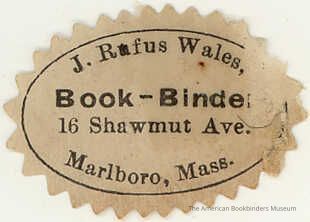 J. Rufus Wales,
Book-Binde
16 Shawmut Ave.
Marlboro, Mass.
The American Bookbinders Museum